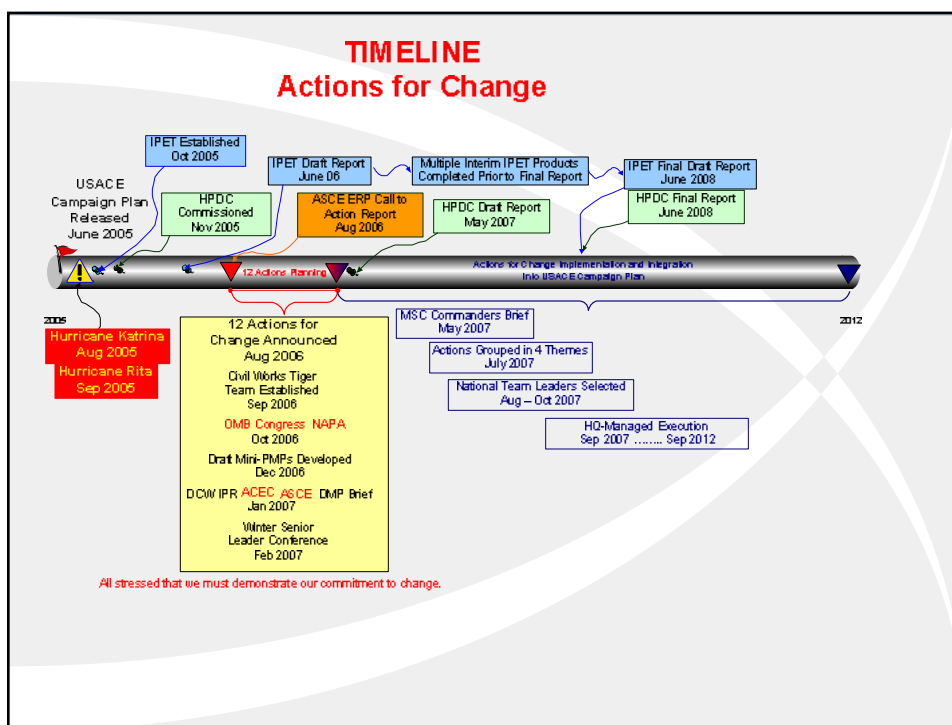 TIMELINE
Actions for Change
IPET Established
Oct 2005
IPET Draft Report
June 06
Multiple Interim IPET Products
Completed Prior to Final Report
IPET Final Draft Report
June 2008
USACE
Campaign Plan
Released
June 2005
HPDC
Commissioned
Nov 2005
ASCE ERP Call to
Action Report
Aug 2006
HPDC Draft Report
May 2007
HPDC Final Report
June 2008
12 Actions Planning
Actions for Change Implementation and Integration
Into USACE Campaign Plan
2005
2012
Hurricane Katrina
Aug 2005
Hurricane Rita
Sep 2005
12 Actions for
Change Announced
Aug 2006
Civil Works Tiger
Team Established
Sep 2006
OMB Congress NAPA
Oct 2006
Draft Mini-PMPs Developed
Dec 2006
DCW IPR ACEC ASCE DMP Brief
Jan 2007
Winter Senior
Leader Conference
Feb 2007
MSC Commanders Brief
May 2007
Actions Grouped in 4 Themes
July 2007
National Team Leaders Selected
Aug – Oct 2007
HQ-Managed Execution
Sep 2007 ........ Sep 2012
All stressed that we must demonstrate our commitment to change.